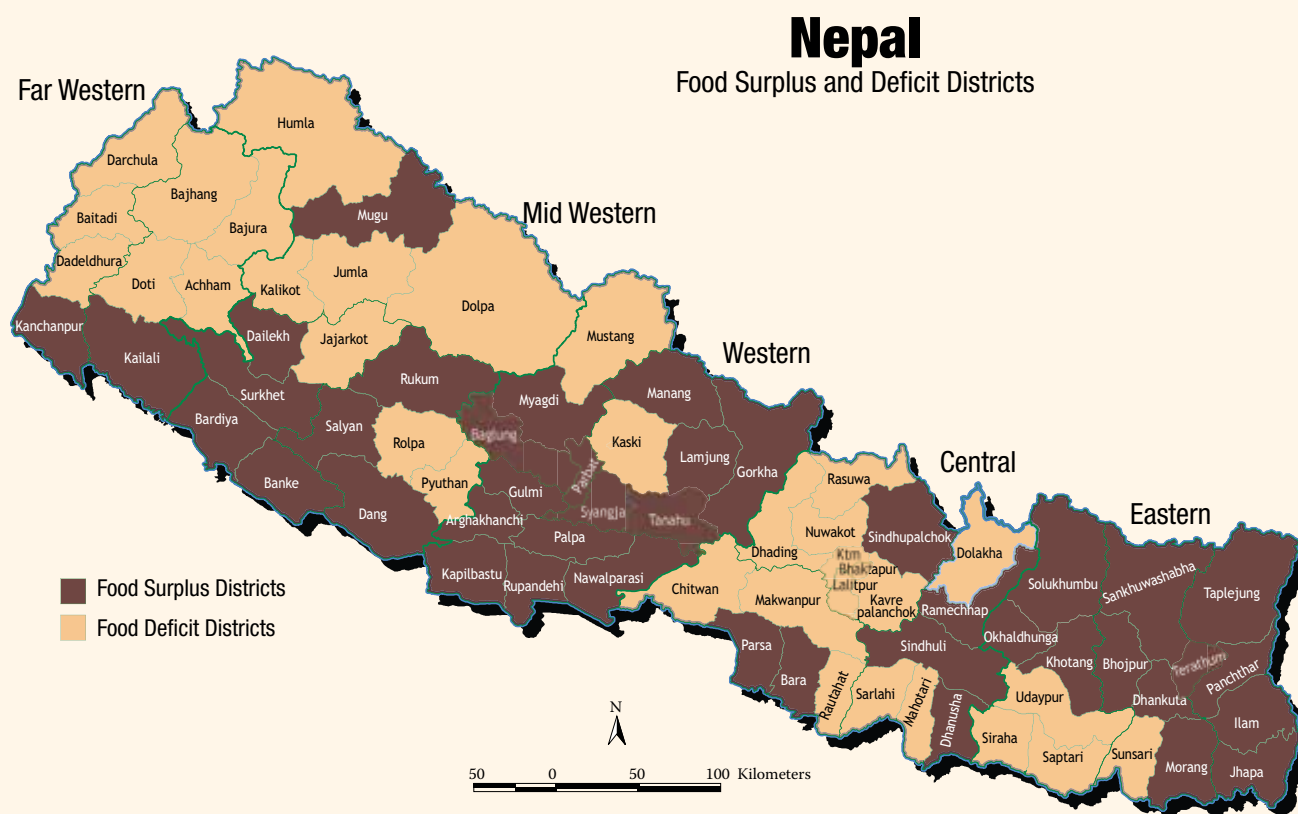 Nepal
Food Surplus and Deficit Districts
Far Western
Mid Western
Western
Central
Eastern
Humla
Darchula
Bajhang
Baitadi
Bajura
Mugu
Dadeldhura
Doti
Achham
Kalikot
Jumla
Dolpa
Mustang
Kanchanpur
Kailali
Dailekh
Jajarkot
Rukum
Surkhet
Bardiya
Salyan
Rolpa
Pyuthan
Banke
Dang
Myagdi
Manang
Baglung
Kaski
Lamjung
Gorkha
Parbat
Gulmi
Syangja
Tanahu
Arghakhanchi
Palpa
Kapilbastu
Rupandehi
Nawalparasi
Rasuwa
Nuwakot
Sindhupalchok
Dolakha
Dhading
Ktm
Bhaktapur
Lalitpur
Chitwan
Makwanpur
Kavre
palanchok
Ramechhap
Sindhuli
Parsa
Bara
Rautahat
Sarlahi
Mahotari
Dhanusha
Solukhumbu
Sankhuwashabha
Taplejung
Okhaldhunga
Khotang
Bhojpur
Terathum
Panchthar
Dhankuta
Udaypur
Siraha
Saptari
Sunsari
Morang
Ilam
Jhapa
Food Surplus Districts
Food Deficit Districts
N
50 0 50 100 Kilometers